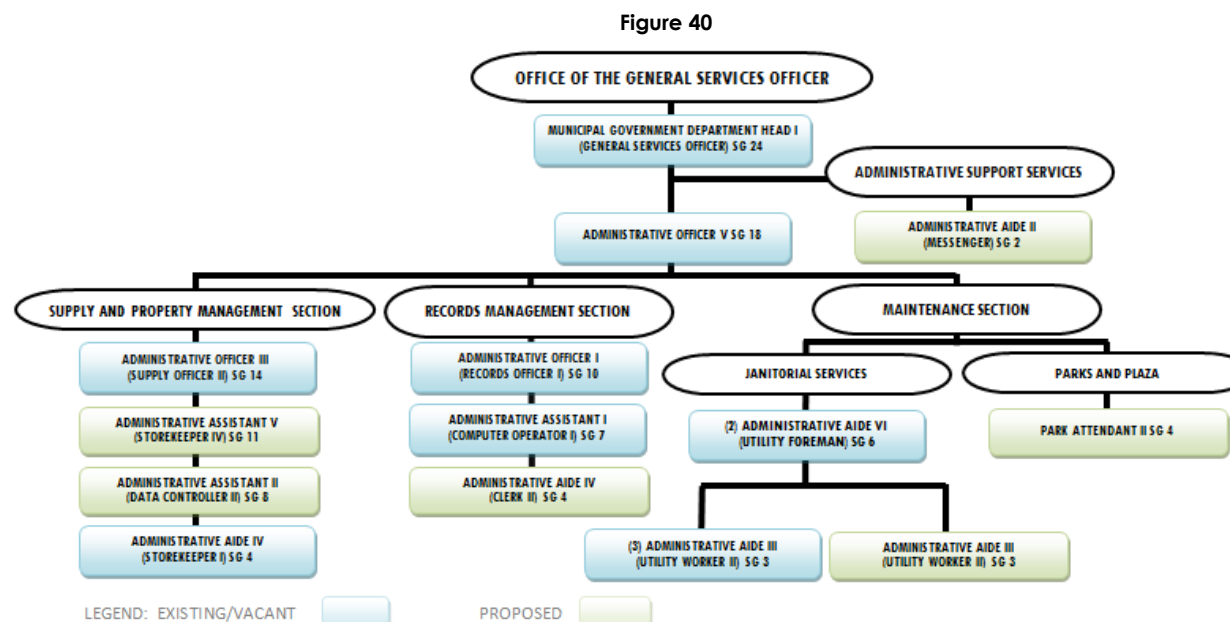 Figure 40
OFFICE OF THE GENERAL SERVICES OFFICER
MUNICIPAL GOVERNMENT DEPARTMENT HEAD I
(GENERAL SERVICES OFFICER) SG 24
ADMINISTRATIVE SUPPORT SERVICES
ADMINISTRATIVE AIDE II
(MESSENGER) SG 2
ADMINISTRATIVE OFFICER V SG 18
SUPPLY AND PROPERTY MANAGEMENT SECTION
ADMINISTRATIVE OFFICER III
(SUPPLY OFFICER II) SG 14
ADMINISTRATIVE ASSISTANT V
(STOREKEEPER IV) SG 11
ADMINISTRATIVE ASSISTANT II
(DATA CONTROLLER II) SG 8
ADMINISTRATIVE AIDE IV
(STOREKEEPER I) SG 4
RECORDS MANAGEMENT SECTION
ADMINISTRATIVE OFFICER I
(RECORDS OFFICER I) SG 10
ADMINISTRATIVE ASSISTANT I
(COMPUTER OPERATOR I) SG 7
ADMINISTRATIVE AIDE IV
(CLERK II) SG 4
MAINTENANCE SECTION
JANITORIAL SERVICES
(2) ADMINISTRATIVE AIDE VI
(UTILITY FOREMAN) SG 6
(3) ADMINISTRATIVE AIDE III
(UTILITY WORKER II) SG 3
ADMINISTRATIVE AIDE III
(UTILITY WORKER II) SG 3
PARKS AND PLAZA
PARK ATTENDANT II SG 4
LEGEND: EXISTING/VACANT
PROPOSED